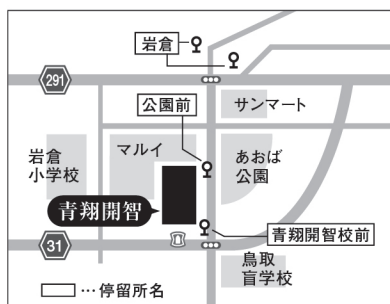 岩倉
岩倉
291
公園前
サンマート
岩倉
小学校
マルイ
あおば
公園
青翔開智
青翔開智校前
31
鳥取
盲学校
…停留所名